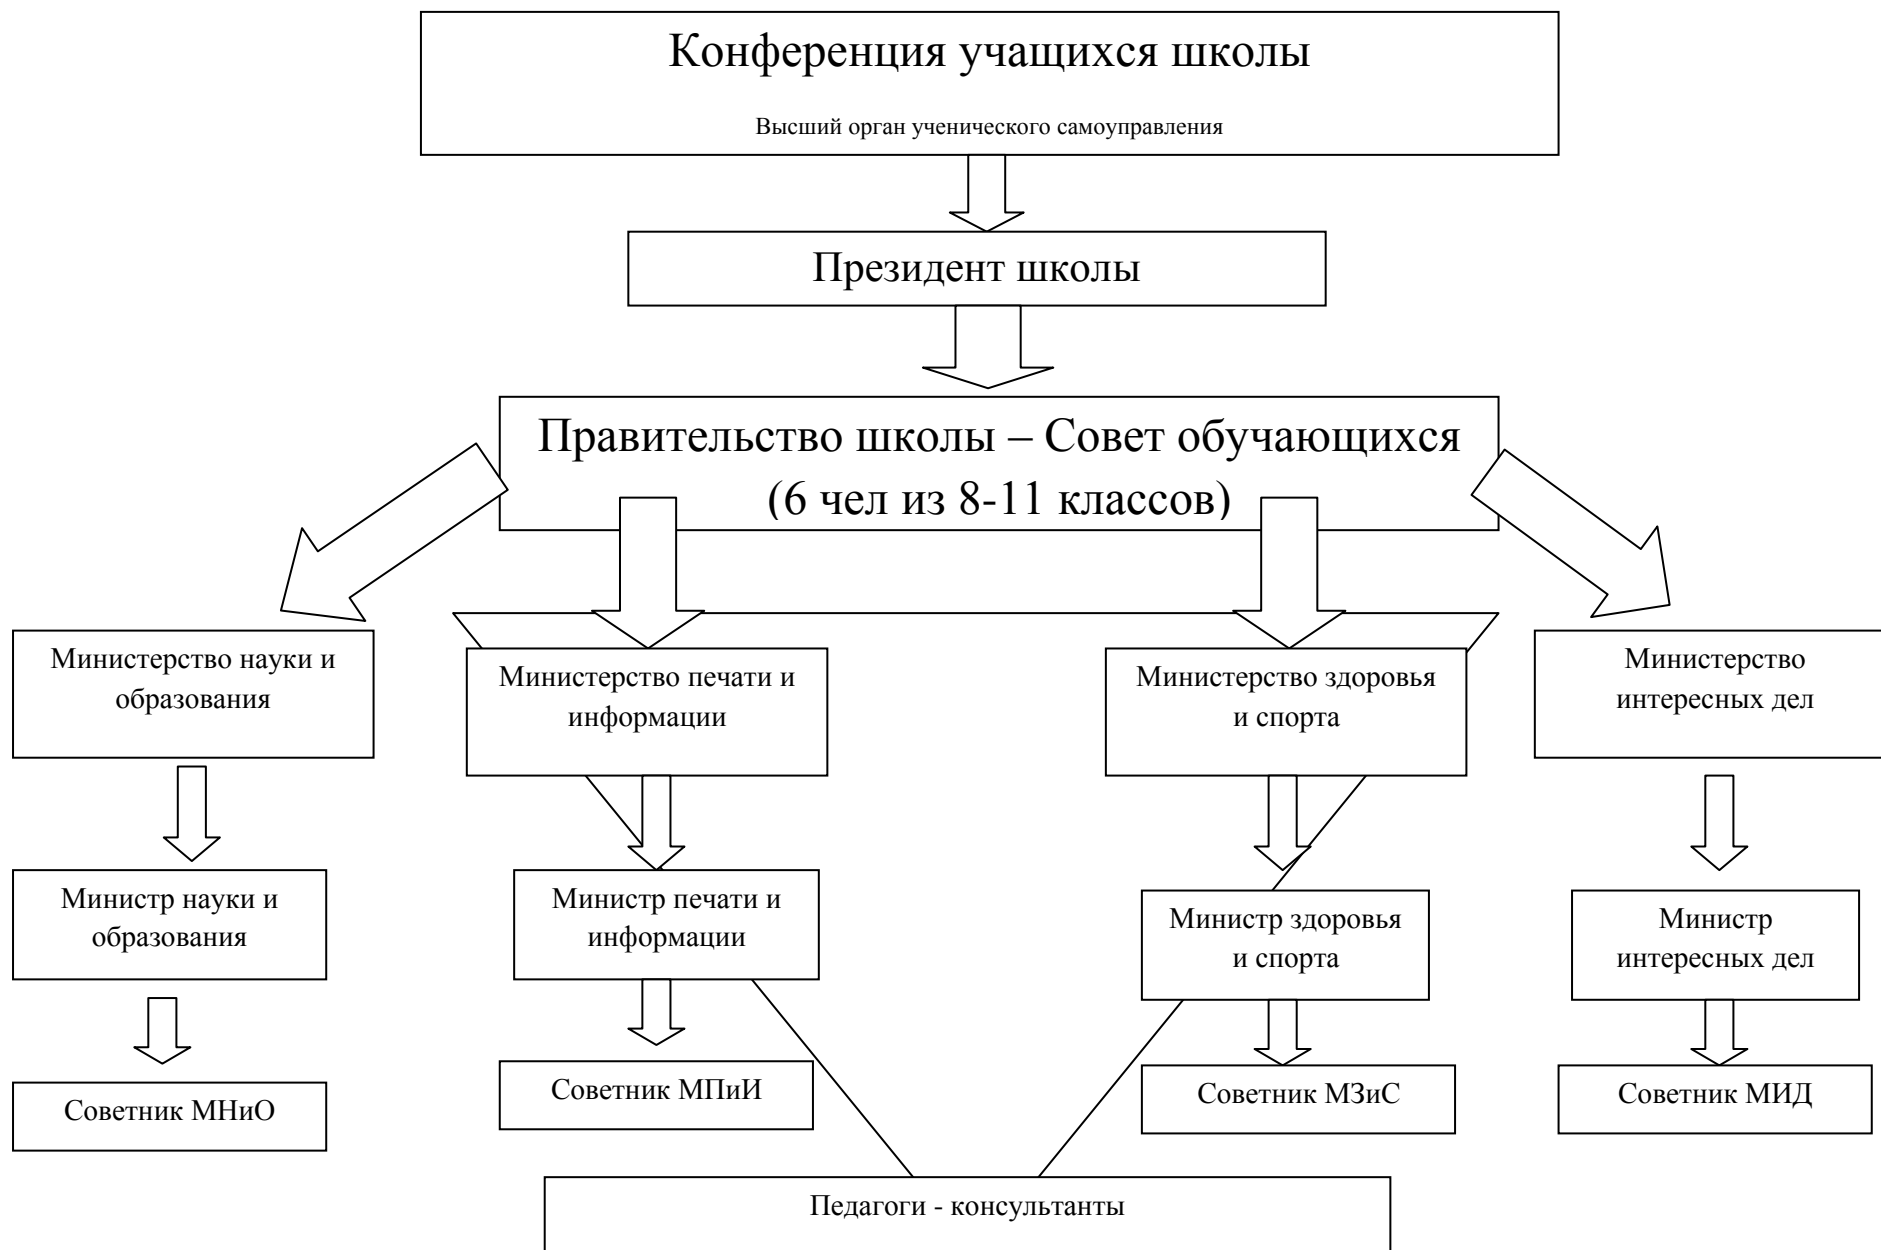 Конференция учащихся школы
Высший орган ученического самоуправления
Президент школы
Правительство школы – Совет обучающихся
(6 чел из 8-11 классов)
Министерство науки и
образования
Министерство печати и
информации
Министерство здоровья
и спорта
Министерство
интересных дел
Министр науки и
образования
Министр печати и
информации
Министр здоровья
и спорта
Министр
интересных дел
Советник МНиО
Советник МПиИ
Советник МЗиС
Советник МИД
Педагоги - консультанты